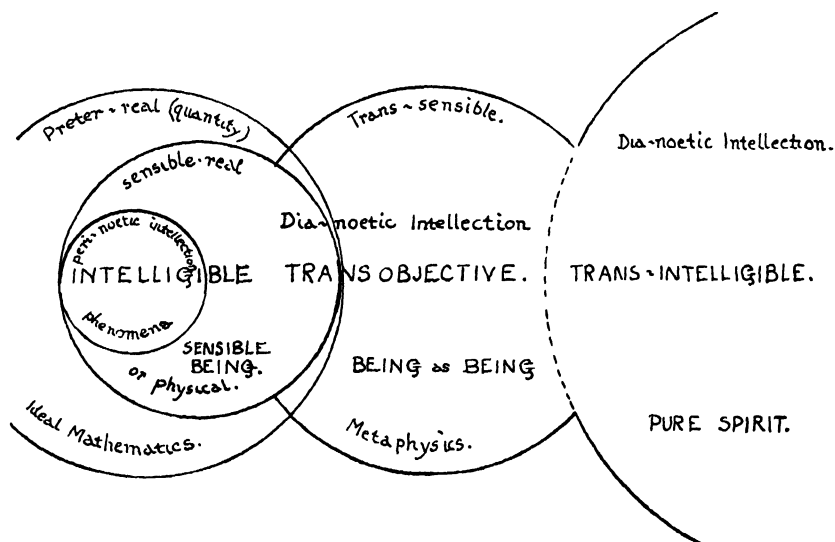 Preter-real (quantity)
sensible-real
peri-noetic intellection
INTELLIGIBLE
phenomena
SENSIBLE
BEING.
or physical.
Ideal Mathematics.
Trans-sensible.
Dia-noetic Intellection
TRANSOBJECTIVE.
BEING as BEING
Metaphysics.
Dia-noetic Intellection.
TRANS-INTELLIGIBLE.
PURE SPIRIT.